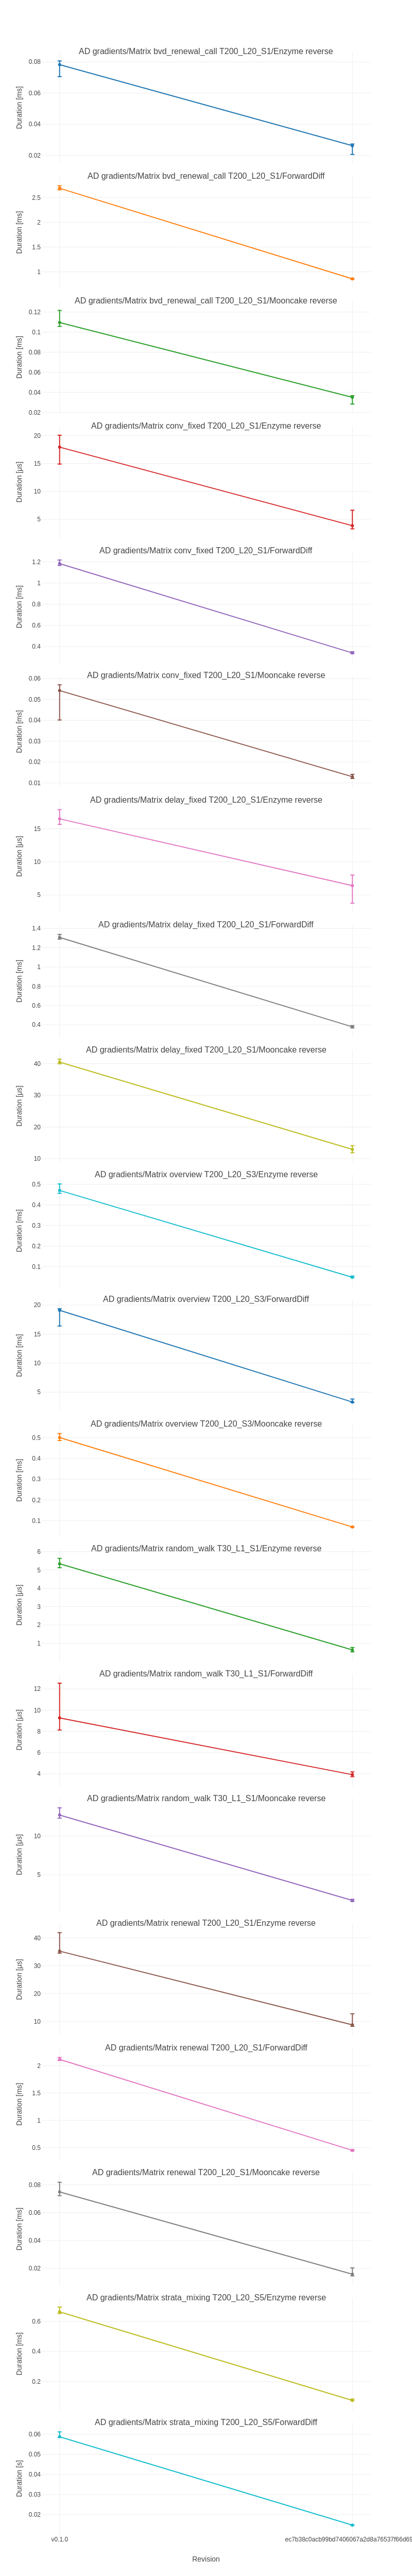 AD gradients/Matrix bvd_renewal_call T200_L20_S1/Enzyme reverse
Duration [ms]
0.08
0.06
0.04
0.02
AD gradients/Matrix bvd_renewal_call T200_L20_S1/ForwardDiff
Duration [ms]
2.5
2
1.5
1
AD gradients/Matrix bvd_renewal_call T200_L20_S1/Mooncake reverse
Duration [ms]
0.12
0.1
0.08
0.06
0.04
0.02
AD gradients/Matrix conv_fixed T200_L20_S1/Enzyme reverse
Duration [μs]
20
15
10
5
AD gradients/Matrix conv_fixed T200_L20_S1/ForwardDiff
Duration [ms]
1.2
1
0.8
0.6
0.4
AD gradients/Matrix conv_fixed T200_L20_S1/Mooncake reverse
Duration [ms]
0.06
0.05
0.04
0.03
0.02
0.01
AD gradients/Matrix delay_fixed T200_L20_S1/Enzyme reverse
Duration [μs]
15
10
5
AD gradients/Matrix delay_fixed T200_L20_S1/ForwardDiff
Duration [ms]
1.4
1.2
1
0.8
0.6
0.4
AD gradients/Matrix delay_fixed T200_L20_S1/Mooncake reverse
Duration [μs]
40
30
20
10
AD gradients/Matrix overview T200_L20_S3/Enzyme reverse
Duration [ms]
0.5
0.4
0.3
0.2
0.1
AD gradients/Matrix overview T200_L20_S3/ForwardDiff
Duration [ms]
20
15
10
5
AD gradients/Matrix overview T200_L20_S3/Mooncake reverse
Duration [ms]
0.5
0.4
0.3
0.2
0.1
AD gradients/Matrix random_walk T30_L1_S1/Enzyme reverse
Duration [μs]
6
5
4
3
2
1
AD gradients/Matrix random_walk T30_L1_S1/ForwardDiff
Duration [μs]
12
10
8
6
4
AD gradients/Matrix random_walk T30_L1_S1/Mooncake reverse
Duration [μs]
10
5
AD gradients/Matrix renewal T200_L20_S1/Enzyme reverse
Duration [μs]
40
30
20
10
AD gradients/Matrix renewal T200_L20_S1/ForwardDiff
Duration [ms]
2
1.5
1
0.5
AD gradients/Matrix renewal T200_L20_S1/Mooncake reverse
Duration [ms]
0.08
0.06
0.04
0.02
AD gradients/Matrix strata_mixing T200_L20_S5/Enzyme reverse
Duration [ms]
0.6
0.4
0.2
AD gradients/Matrix strata_mixing T200_L20_S5/ForwardDiff
Duration [s]
0.06
0.05
0.04
0.03
0.02
v0.1.0
ec7b38c0acb99bd7406067a2d8a76537f66d69
Revision